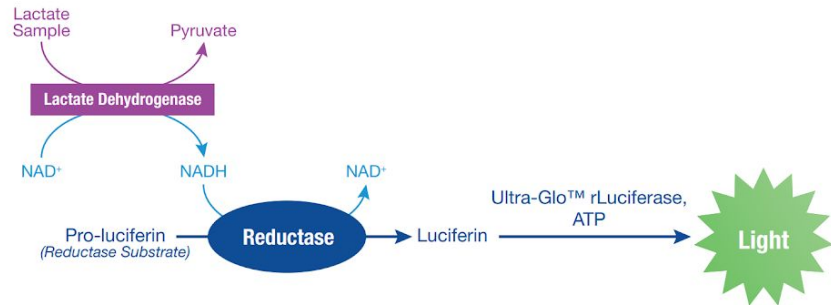 Lactate
Sample
Pyruvate
Lactate Dehydrogenase
NAD⁺
NADH
NAD⁺
Pro-luciferin
(Reductase Substrate)
Reductase
Luciferin
Ultra-Glo™ rLuciferase,
ATP
Light